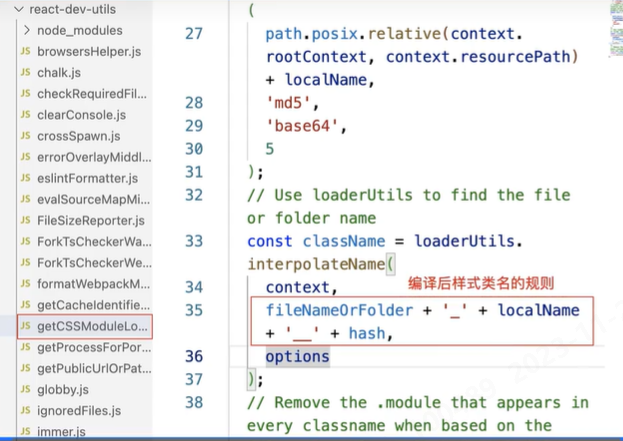 react-dev-utils
node_modules
JS browsersHelper.js
JS chalk.js
JS checkRequiredFil...
JS clearConsole.js
JS crossSpawn.js
JS errorOverlayMiddl...
JS eslintFormatter.js
JS evalSourceMapMi...
JS FileSizeReporter.js
JS ForkTsCheckerWa...
JS ForkTsCheckerWe...
JS formatWebpackM...
JS getCacheIdentifie...
JS getCSSModuleLo...
JS getProcessForPor...
JS getPublicUrlOrPat...
JS globby.js
JS ignoredFiles.js
JS immer.js
(
27 path.posix.relative(context.
rootContext, context.resourcePath)
+ localName,
28 'md5',
29 'base64',
30 5
31 );
32 // Use loaderUtils to find the file
or folder name
33 const className = loaderUtils.
interpolateName(
34 context,
编译后样式类名的规则
35 fileNameOrFolder + '_' + localName
+ '__' + hash,
36 options
37 );
38 // Remove the .module that appears in
every classname when based on the